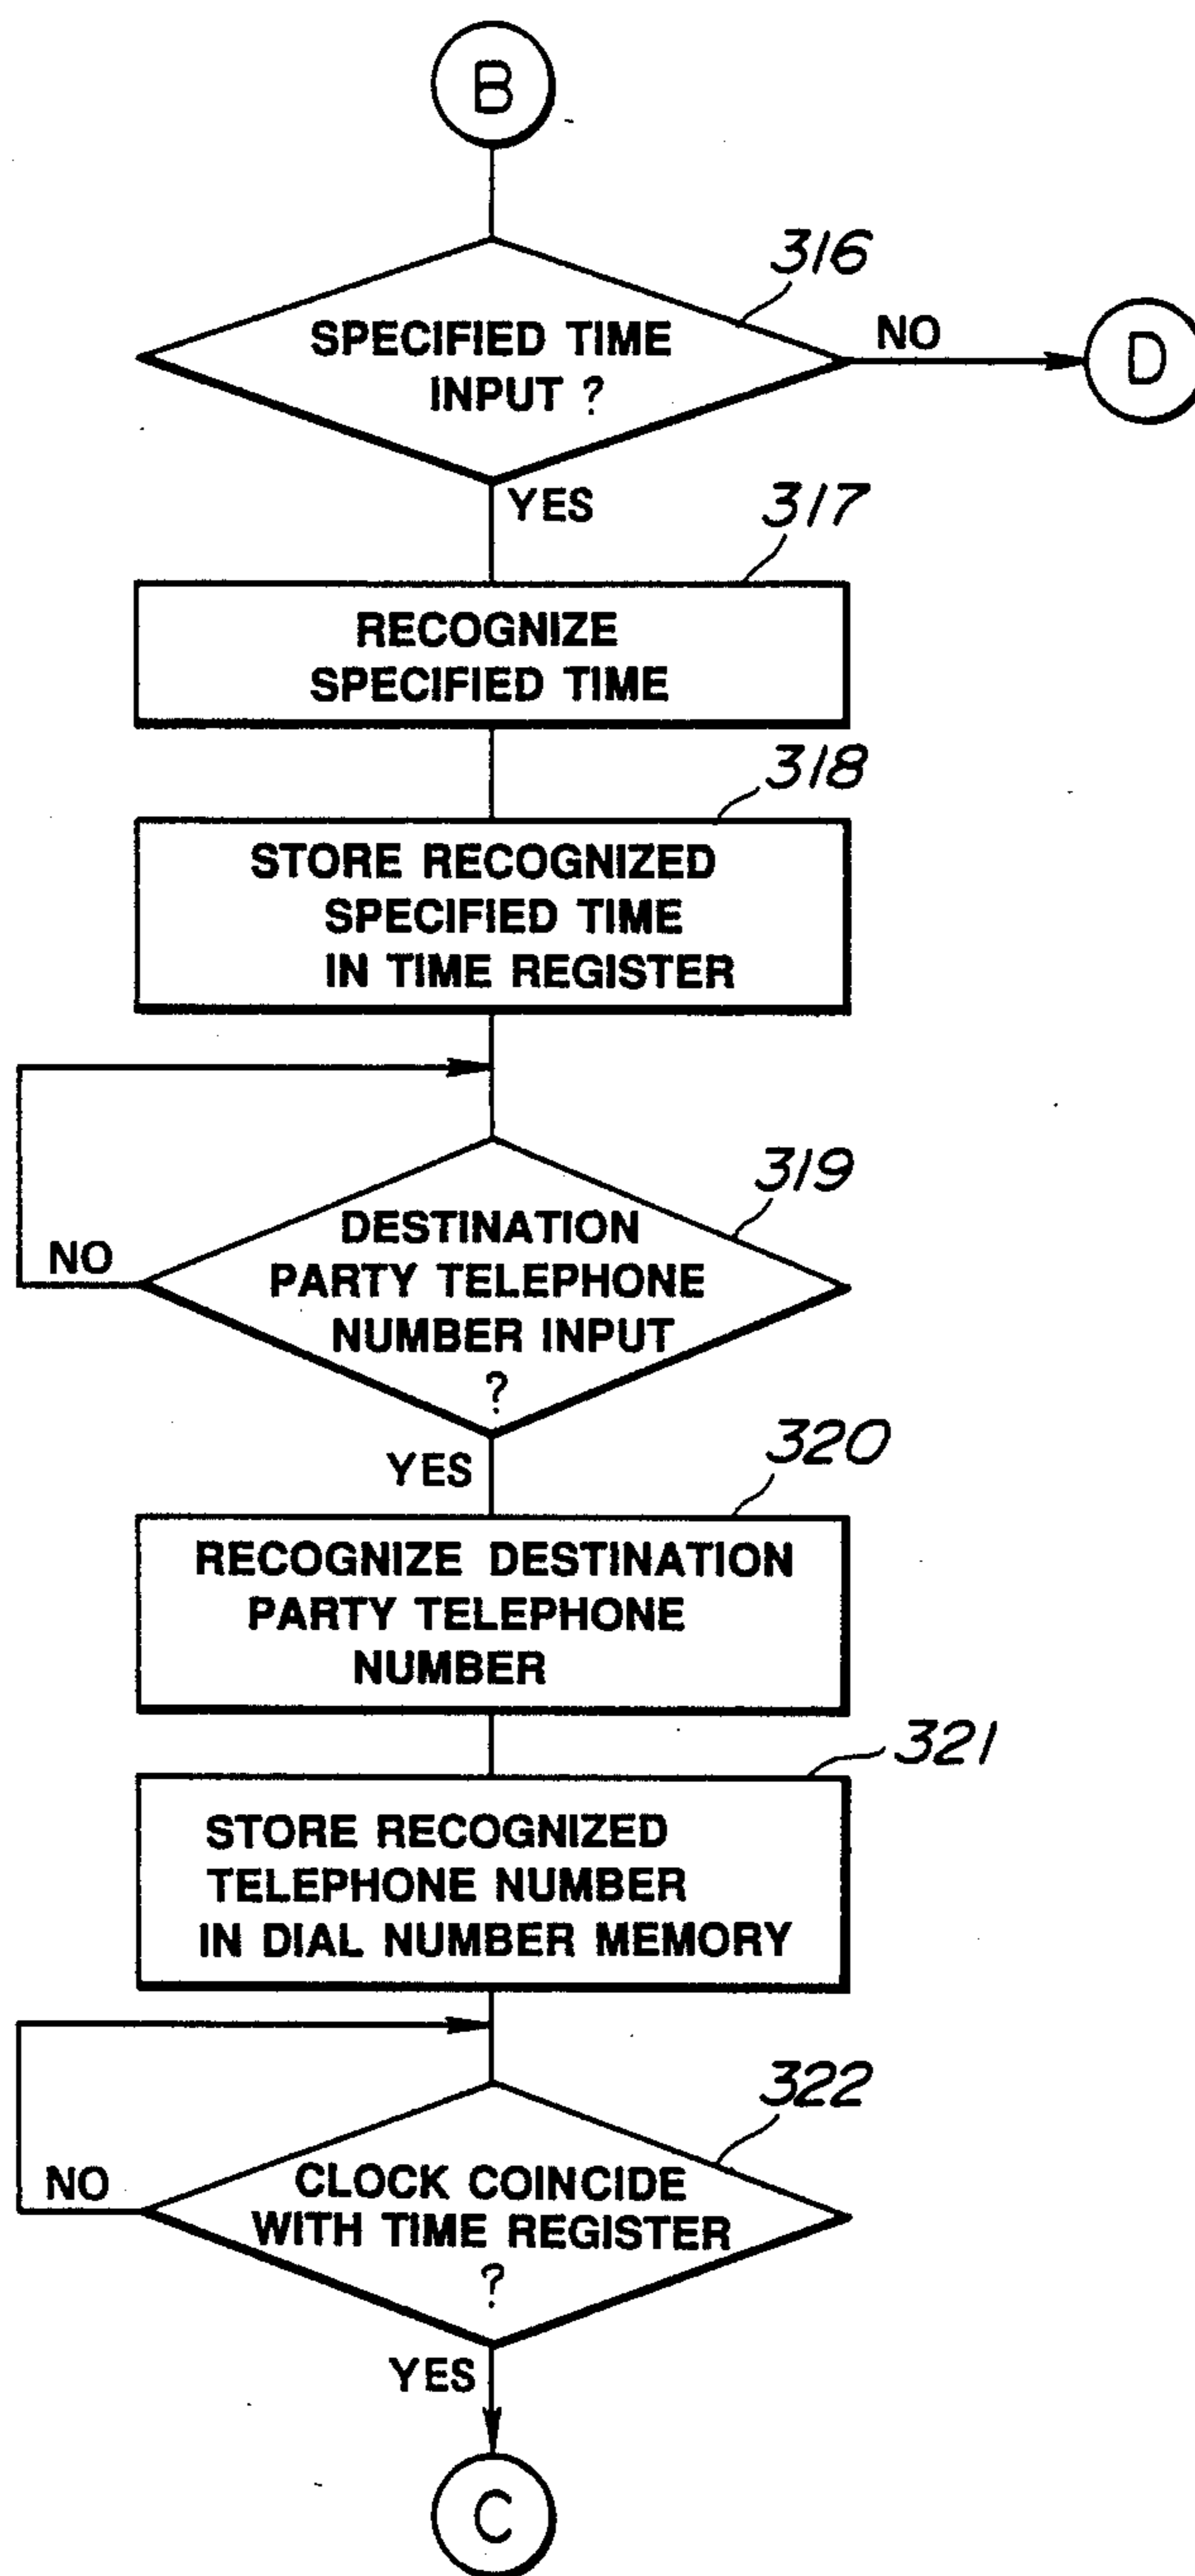 B
316
SPECIFIED TIME
INPUT ?
NO
D
YES
317
RECOGNIZE
SPECIFIED TIME
318
STORE RECOGNIZED
SPECIFIED TIME
IN TIME REGISTER
319
DESTINATION
PARTY TELEPHONE
NUMBER INPUT
?
NO
YES
320
RECOGNIZE DESTINATION
PARTY TELEPHONE
NUMBER
321
STORE RECOGNIZED
TELEPHONE NUMBER
IN DIAL NUMBER MEMORY
322
CLOCK COINCIDE
WITH TIME REGISTER
?
NO
YES
C